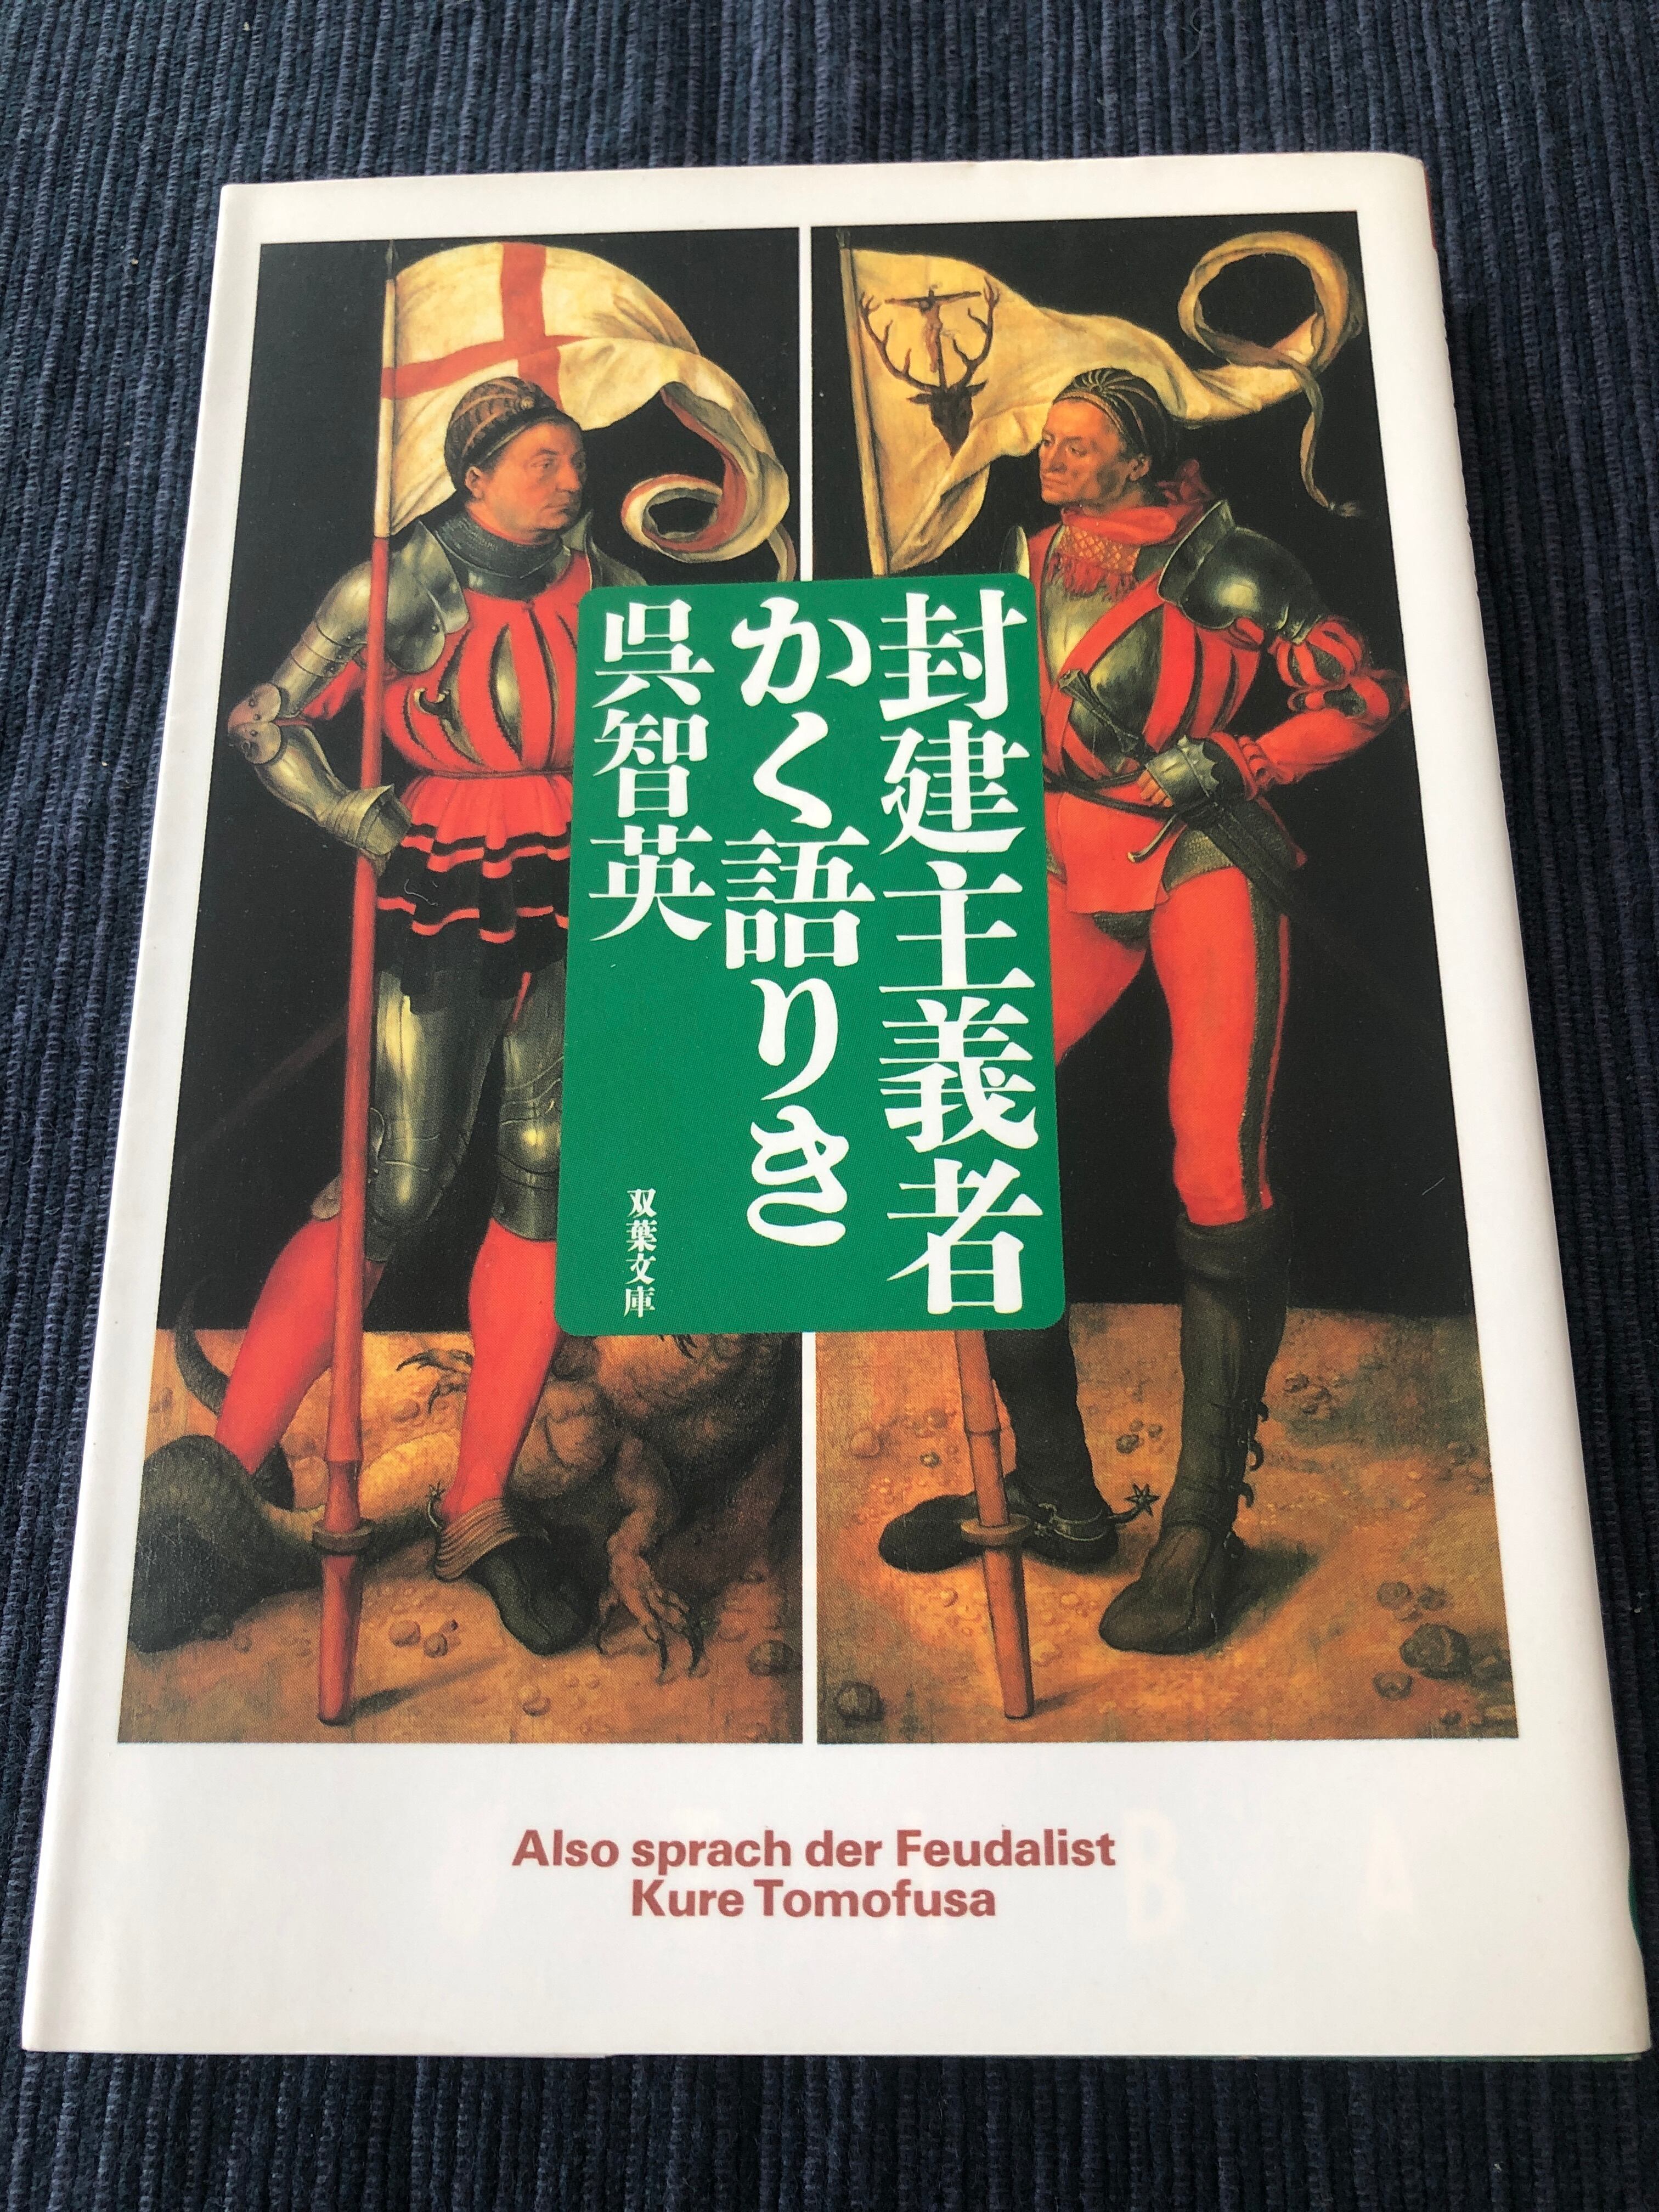 封建主義者
かく語りき
呉智英
双葉文庫
Also sprach der Feudalist
Kure Tomofusa